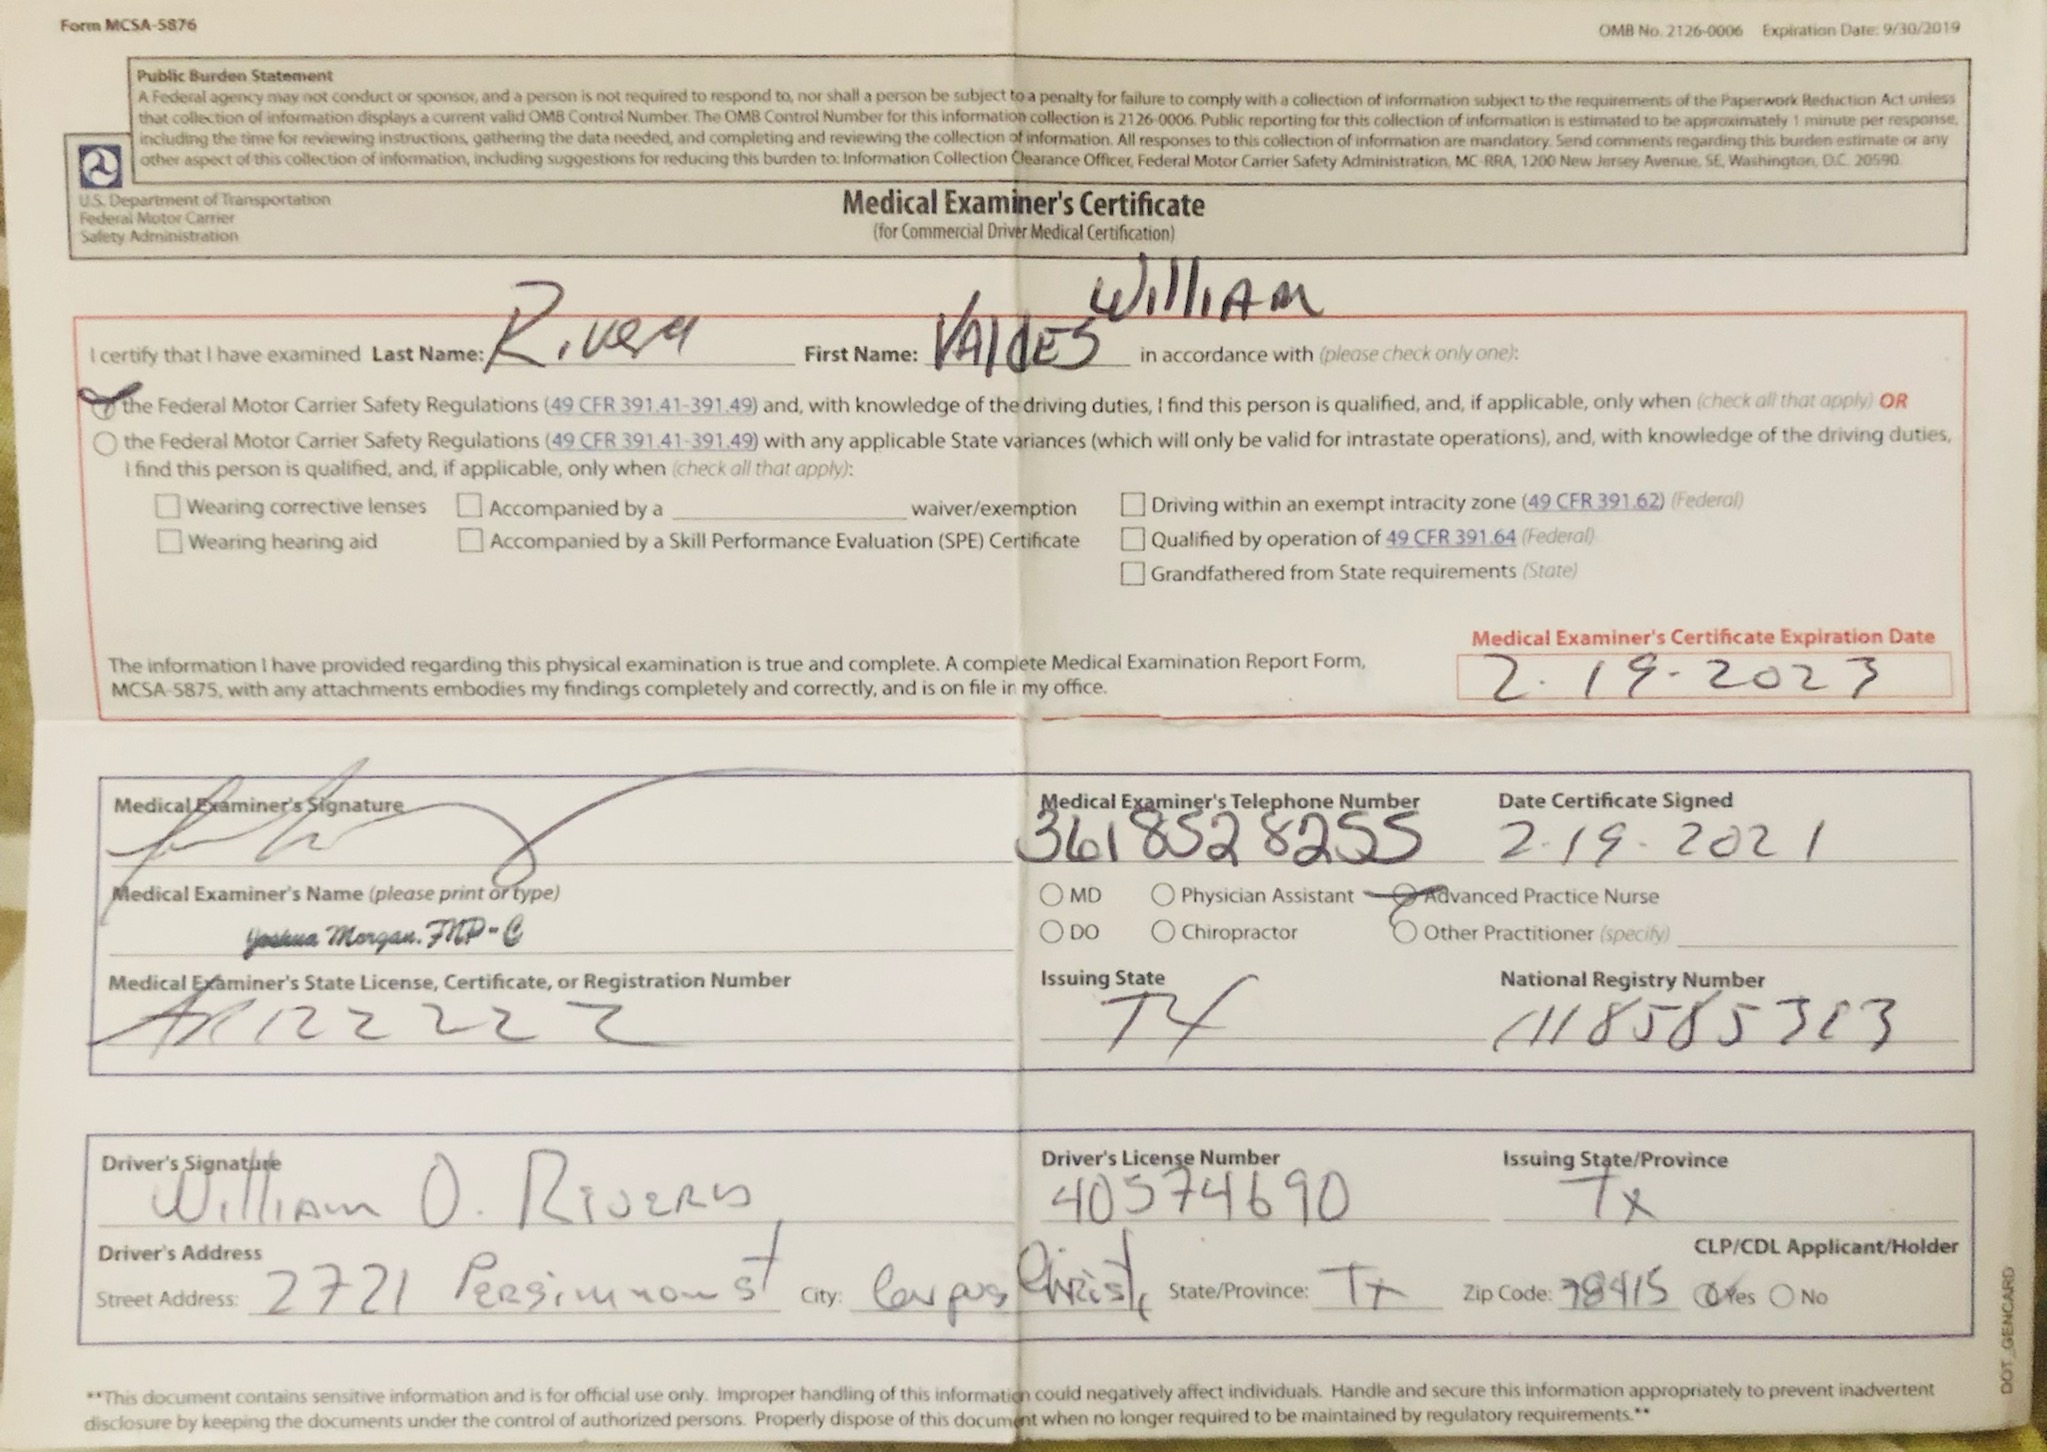 Form MCSA-5876
OMB No. 2126-0006 Expiration Date: 9/30/2019
Public Burden Statement
A Federal agency may not conduct or sponsor, and a person is not required to respond to, nor shall a person be subject to a penalty for failure to comply with a collection of information subject to the requirements of the Paperwork Reduction Act unless
that collection of information displays a current valid OMB Control Number. The OMB Control Number for this information collection is 2126-0006. Public reporting for this collection of information is estimated to be approximately 1 minute per response,
including the time for reviewing instructions, gathering the data needed, and completing and reviewing the collection of information. All responses to this collection of information are mandatory. Send comments regarding this burden estimate or any
other aspect of this collection of information, including suggestions for reducing this burden to: Information Collection Clearance Officer, Federal Motor Carrier Safety Administration, MC-RRA, 1200 New Jersey Avenue, SE, Washington, D.C. 20590.
U.S. Department of Transportation
Federal Motor Carrier
Safety Administration
Medical Examiner's Certificate
(for Commercial Driver Medical Certification)
William
I certify that I have examined Last Name: Rivera First Name: Valdes in accordance with (please check only one):
the Federal Motor Carrier Safety Regulations (49 CFR 391.41-391.49) and, with knowledge of the driving duties, I find this person is qualified, and, if applicable, only when (check all that apply) OR
the Federal Motor Carrier Safety Regulations (49 CFR 391.41-391.49) with any applicable State variances (which will only be valid for intrastate operations), and, with knowledge of the driving duties,
I find this person is qualified, and, if applicable, only when (check all that apply):
Wearing corrective lenses Accompanied by a waiver/exemption Driving within an exempt intracity zone (49 CFR 391.62) (Federal)
Wearing hearing aid Accompanied by a Skill Performance Evaluation (SPE) Certificate Qualified by operation of 49 CFR 391.64 (Federal)
Grandfathered from State requirements (State)
Medical Examiner's Certificate Expiration Date
2.19-2023
The information I have provided regarding this physical examination is true and complete. A complete Medical Examination Report Form,
MCSA-5875, with any attachments embodies my findings completely and correctly, and is on file in my office.
Medical Examiner's Signature Medical Examiner's Telephone Number Date Certificate Signed
361 852 8255 2.19.2021
Medical Examiner's Name (please print or type) MD Physician Assistant Advanced Practice Nurse
Joshua Morgan, FNP-C DO Chiropractor Other Practitioner (specify)
Medical Examiner's State License, Certificate, or Registration Number Issuing State National Registry Number
TX
Driver's Signature Driver's License Number Issuing State/Province
William O. Rivera 40574690 Tx
Driver's Address CLP/CDL Applicant/Holder
Street Address: 2721 Persimmon st City: Corpus Christi State/Province: Tx Zip Code: 78415 Yes No
DOT_GENCARD
**This document contains sensitive information and is for official use only. Improper handling of this information could negatively affect individuals. Handle and secure this information appropriately to prevent inadvertent
disclosure by keeping the documents under the control of authorized persons. Properly dispose of this document when no longer required to be maintained by regulatory requirements.**